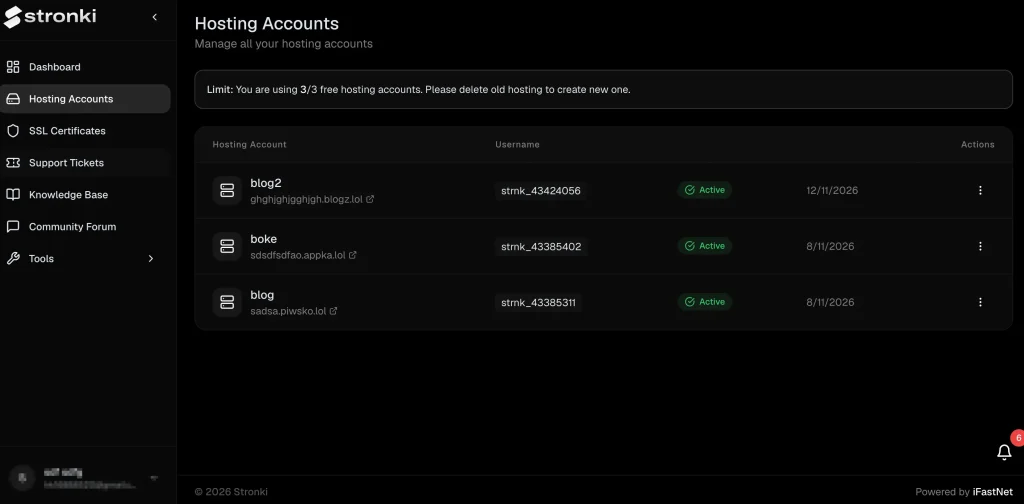 stronki
Dashboard
Hosting Accounts
SSL Certificates
Support Tickets
Knowledge Base
Community Forum
Tools
Hosting Accounts
Manage all your hosting accounts
Limit: You are using 3/3 free hosting accounts. Please delete old hosting to create new one.
Hosting Account Username Actions
blog2
ghghjghjgghjgh.blogz.lol
strnk_43424056 Active 12/11/2026
boke
sdsdfsdfao.appka.lol
strnk_43385402 Active 8/11/2026
blog
sadsa.piwsko.lol
strnk_43385311 Active 8/11/2026
6
© 2026 Stronki
Powered by iFastNet